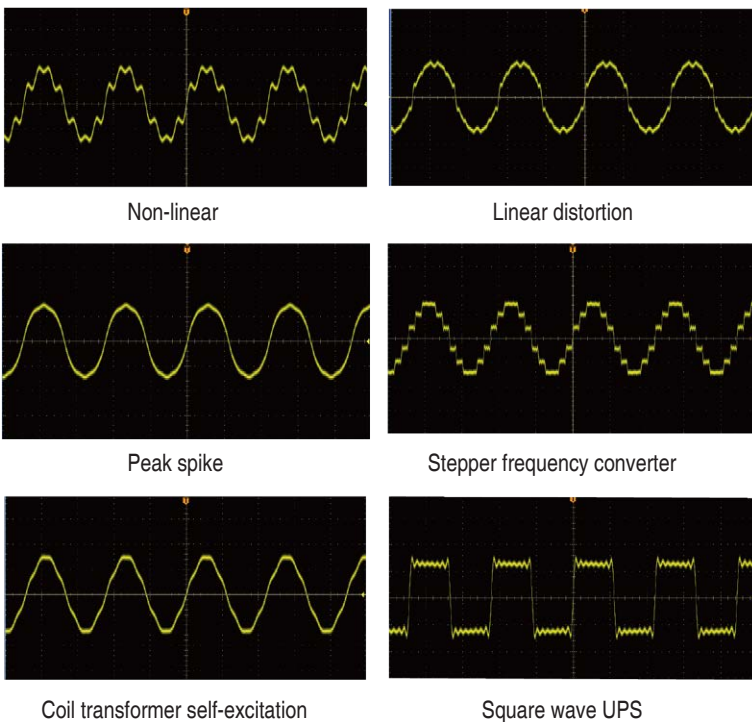 Non-linear
Linear distortion
Peak spike
Stepper frequency converter
Coil transformer self-excitation
Square wave UPS